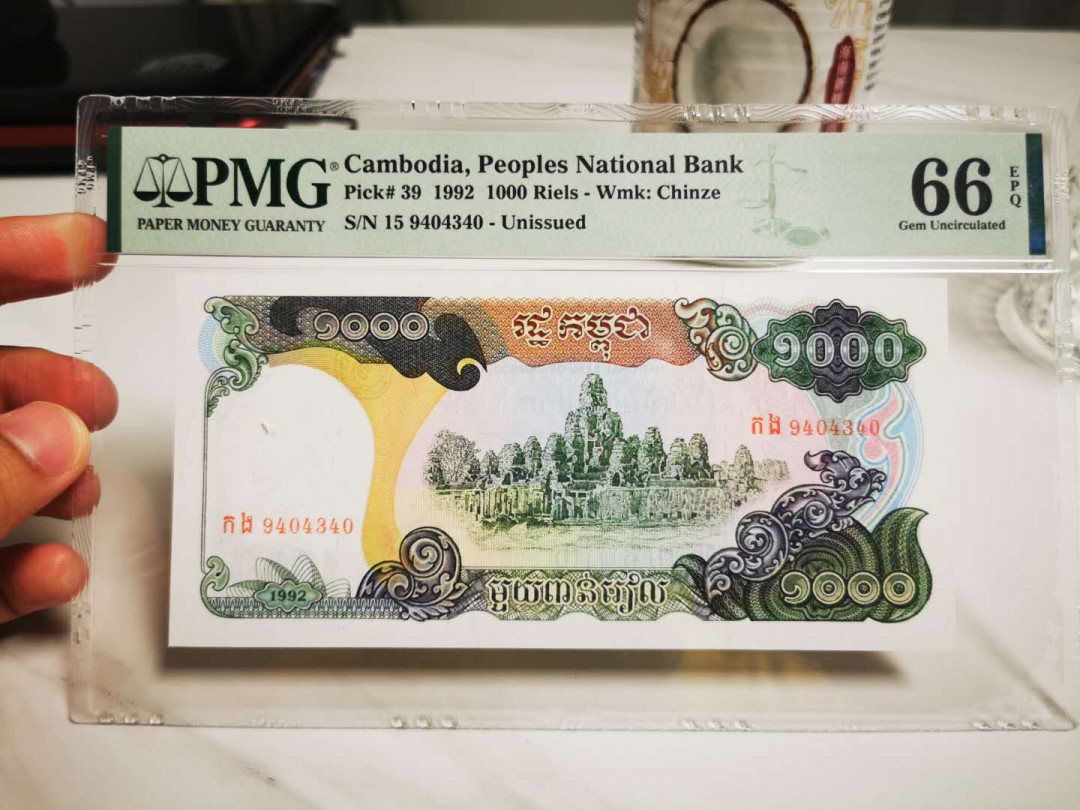 PMG®
PAPER MONEY GUARANTY
Cambodia, Peoples National Bank
Pick# 39 1992 1000 Riels - Wmk: Chinze
S/N 15 9404340 - Unissued
66
EPQ
Gem Uncirculated
១០០០
រដ្ឋកម្ពុជា
១០០០
កង 9404340
កង 9404340
1992
មួយពាន់រៀល
១០០០